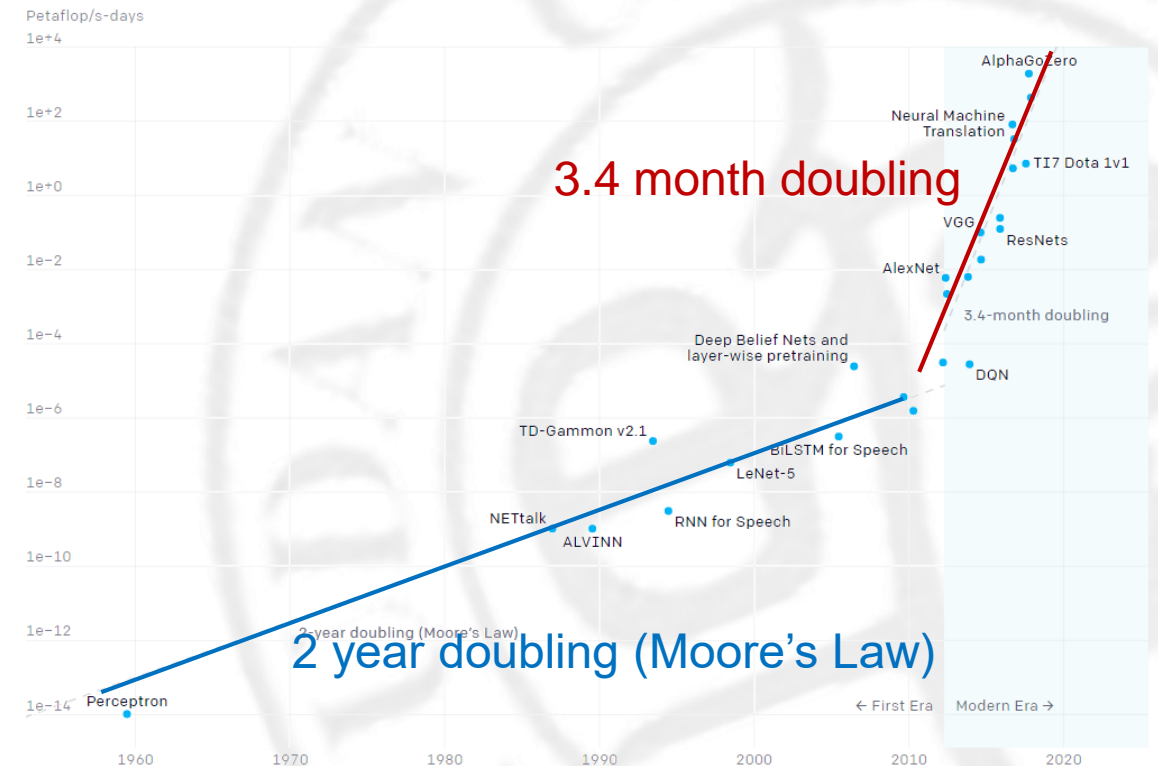 Petaflop/s-days
1e+4
1e+2
1e+0
1e-2
1e-4
1e-6
1e-8
1e-10
1e-12
1e-14
AlphaGoZero
Neural Machine
Translation
TI7 Dota 1v1
3.4 month doubling
VGG
ResNets
AlexNet
3.4-month doubling
Deep Belief Nets and
layer-wise pretraining
DQN
TD-Gammon v2.1
BiLSTM for Speech
LeNet-5
NETtalk
RNN for Speech
ALVINN
2-year doubling (Moore's Law)
2 year doubling (Moore’s Law)
Perceptron
← First Era
Modern Era →
1960
1970
1980
1990
2000
2010
2020